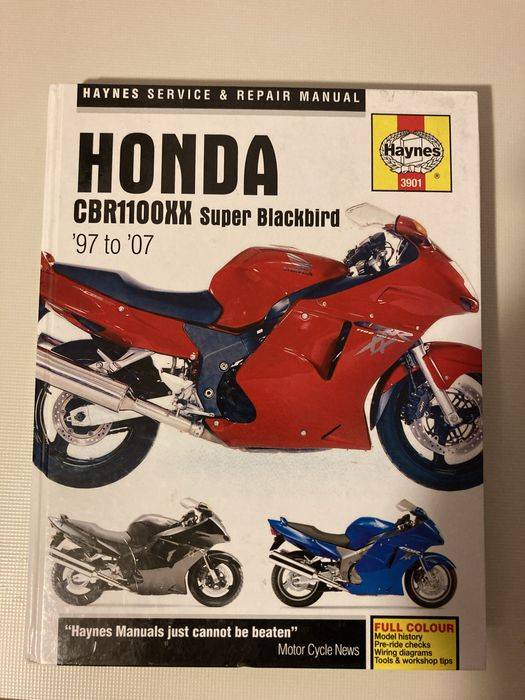 HAYNES SERVICE & REPAIR MANUAL
HONDA
Haynes
®
3901
CBR1100XX Super Blackbird
'97 to '07
"Haynes Manuals just cannot be beaten"
Motor Cycle News
FULL COLOUR
Model history
Pre-ride checks
Wiring diagrams
Tools & workshop tips